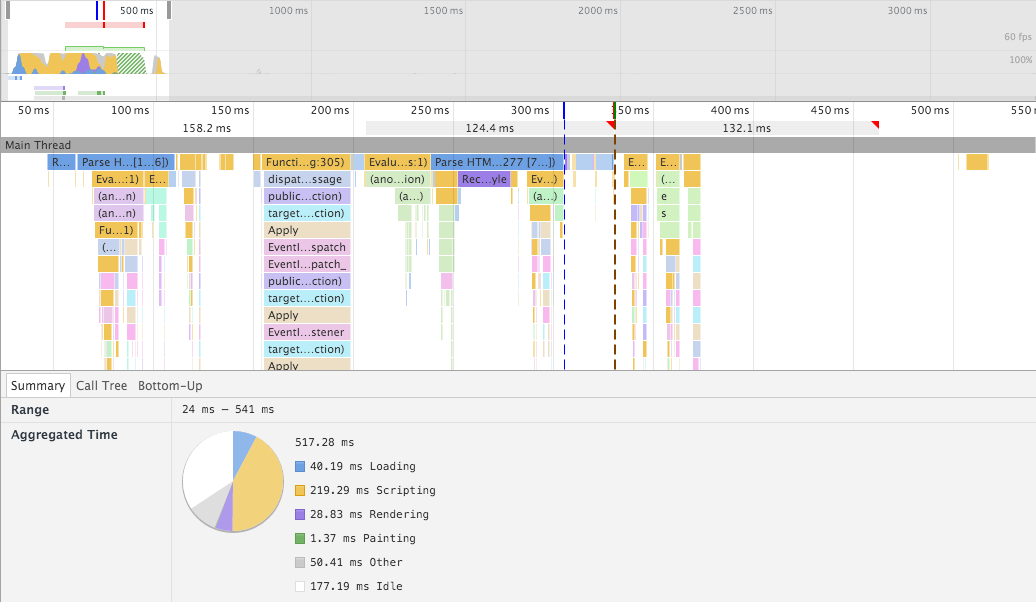 500 ms 1000 ms 1500 ms 2000 ms 2500 ms 3000 ms
60 fps
100%
50 ms 100 ms 150 ms 200 ms 250 ms 300 ms 350 ms 400 ms 450 ms 500 ms 550
158.2 ms 124.4 ms 132.1 ms
Main Thread
R... Parse H...[1...6]) Functi...g:305) Evalu...s:1) Parse HTM...277 [7...]) E... E...
Eva...:1) E... dispat...ssage (ano...ion) Rec...yle Ev...) (...
(an...n) public...ction) (a...) (a...) e
(an...n) target....ction) s
Fu...1) Apply
(... EventI...spatch
EventI...patch_
public...ction)
target....ction)
Apply
EventI...stener
target....ction)
Apply
Summary Call Tree Bottom-Up
Range 24 ms – 541 ms
Aggregated Time
517.28 ms
40.19 ms Loading
219.29 ms Scripting
28.83 ms Rendering
1.37 ms Painting
50.41 ms Other
177.19 ms Idle